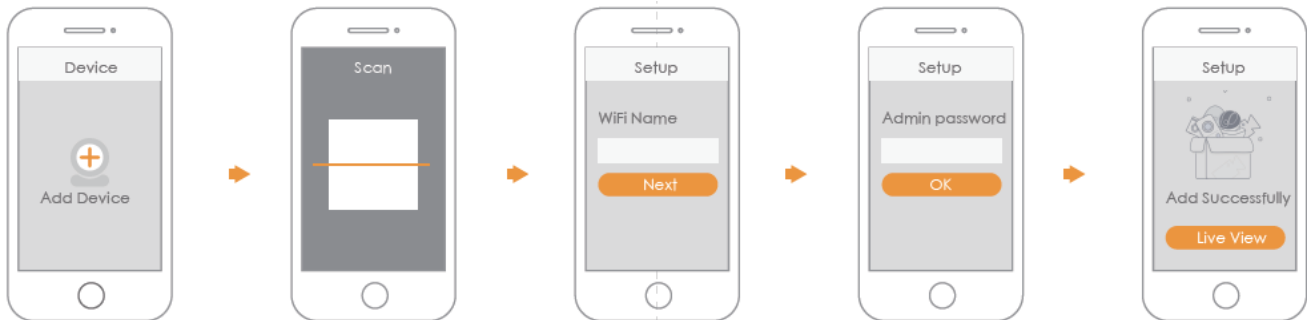 Device
Add Device
Scan
Setup
WiFi Name
Next
Setup
Admin password
OK
Setup
Add Successfully
Live View